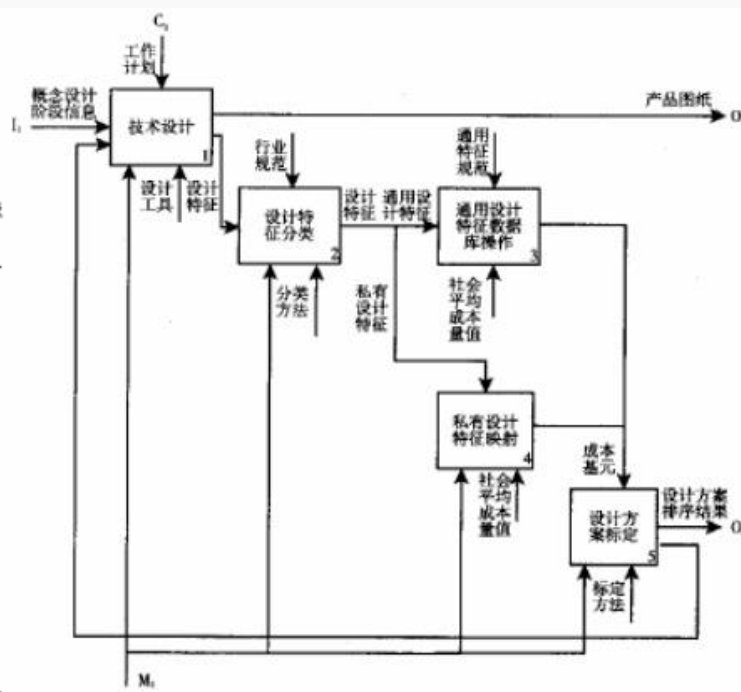 C₁
工作
计划
概念设计
阶段信息
I₁
技术设计
1
产品图纸
O
设计
工具
设计
特征
行业
规范
设计特
征分类
2
设计
特征
通用设
计特征
通用
特征
规范
通用设计
特征数据
库操作
3
分类
方法
私有
设计
特征
社会
平均
成本
量值
私有设计
特征映射
4
社会
平均
成本
量值
成本
基元
设计方
案标定
5
设计方案
排序结果
O
标定
方法
M₁